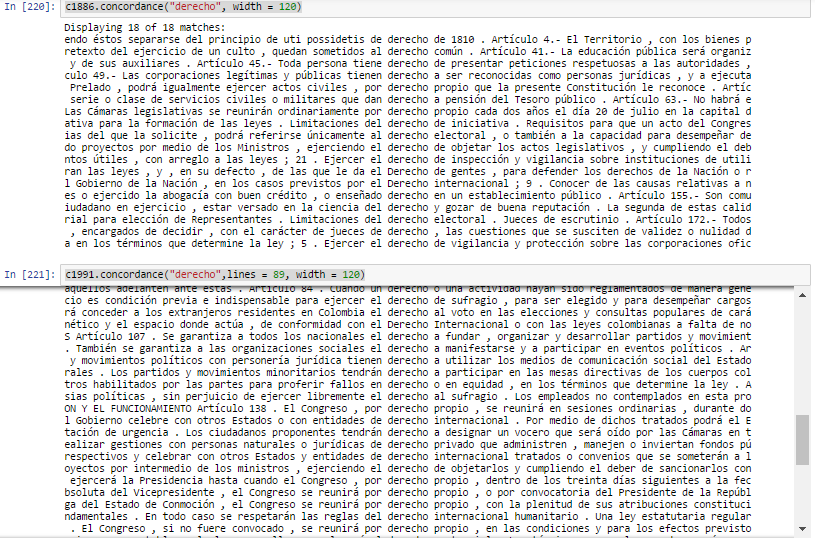 In [220]: c1886.concordance("derecho", width = 120)
Displaying 18 of 18 matches:
endo éstos separarse del principio de uti possidetis de derecho de 1810 . Artículo 4.- El Territorio , con los bienes p
retexto del ejercicio de un culto , quedan sometidos al derecho común . Artículo 41.- La educación pública será organiz
y de sus auxiliares . Artículo 45.- Toda persona tiene derecho de presentar peticiones respetuosas a las autoridades ,
culo 49.- Las corporaciones legítimas y públicas tienen derecho a ser reconocidas como personas jurídicas , y a ejecuta
Prelado , podrá igualmente ejercer actos civiles , por derecho propio que la presente Constitución le reconoce . Artíc
serie o clase de servicios civiles o militares que dan derecho a pensión del Tesoro público . Artículo 63.- No habrá e
Las Cámaras legislativas se reunirán ordinariamente por derecho propio cada dos años el día 20 de julio en la capital d
ativa para la formación de las leyes . Limitaciones del derecho de iniciativa . Requisitos para que un acto del Congres
ias del que la solicite , podrá referirse únicamente al derecho electoral , o también a la capacidad para desempeñar de
do proyectos por medio de los Ministros , ejerciendo el derecho de objetar los actos legislativos , y cumpliendo el deb
ntos útiles , con arreglo a las leyes ; 21 . Ejercer el derecho de inspección y vigilancia sobre instituciones de utili
ran las leyes , y , en su defecto , de las que le da el Derecho de gentes , para defender los derechos de la Nación o r
l Gobierno de la Nación , en los casos previstos por el Derecho internacional ; 9 . Conocer de las causas relativas a n
es o ejercido la abogacía con buen crédito , o enseñado derecho en un establecimiento público . Artículo 155.- Son comu
iudadano en ejercicio , estar versado en la ciencia del derecho y gozar de buena reputación . La segunda de estas calid
rial para elección de Representantes . Limitaciones del derecho electoral . Jueces de escrutinio . Artículo 172.- Todos
, encargados de decidir , con el carácter de jueces de derecho , las cuestiones que se susciten de validez o nulidad d
a en los términos que determine la ley ; 5 . Ejercer el derecho de vigilancia y protección sobre las corporaciones ofic
In [221]: c1991.concordance("derecho",lines = 89, width = 120)
aquellos adelanten ante éstas . Artículo 84 . Cuando un derecho o una actividad hayan sido reglamentados de manera gene
cio es condición previa e indispensable para ejercer el derecho de sufragio , para ser elegido y para desempeñar cargos
rá conceder a los extranjeros residentes en Colombia el derecho al voto en las elecciones y consultas populares de cará
nético y el espacio donde actúa , de conformidad con el Derecho Internacional o con las leyes colombianas a falta de no
S Artículo 107 . Se garantiza a todos los nacionales el derecho a fundar , organizar y desarrollar partidos y movimient
. También se garantiza a las organizaciones sociales el derecho a manifestarse y a participar en eventos políticos . Ar
y movimientos políticos con personería jurídica tienen derecho a utilizar los medios de comunicación social del Estado
rales . Los partidos y movimientos minoritarios tendrán derecho a participar en las mesas directivas de los cuerpos col
tros habilitados por las partes para proferir fallos en derecho o en equidad , en los términos que determine la ley . A
sias políticas , sin perjuicio de ejercer libremente el derecho al sufragio . Los empleados no contemplados en esta pro
ON Y EL FUNCIONAMIENTO Artículo 138 . El Congreso , por derecho propio , se reunirá en sesiones ordinarias , durante do
l Gobierno celebre con otros Estados o con entidades de derecho internacional . Por medio de dichos tratados podrá el E
tación de urgencia . Los ciudadanos proponentes tendrán derecho a designar un vocero que será oído por las Cámaras en t
ealizar gestiones con personas naturales o jurídicas de derecho privado que administren , manejen o inviertan fondos pú
respectivos y celebrar con otros Estados y entidades de derecho internacional tratados o convenios que se someterán a l
oyectos por intermedio de los ministros , ejerciendo el derecho de objetarlos y cumpliendo el deber de sancionarlos con
ejercerá la Presidencia hasta cuando el Congreso , por derecho propio , dentro de los treinta días siguientes a la fec
bsoluta del Vicepresidente , el Congreso se reunirá por derecho propio , o por convocatoria del Presidente de la Repúbl
ga del Estado de Conmoción , el Congreso se reunirá por derecho propio , con la plenitud de sus atribuciones constituci
ndamentales . En todo caso se respetarán las reglas del derecho internacional humanitario . Una ley estatutaria regular
. El Congreso , si no fuere convocado , se reunirá por derecho propio , en las condiciones y para los efectos previsto